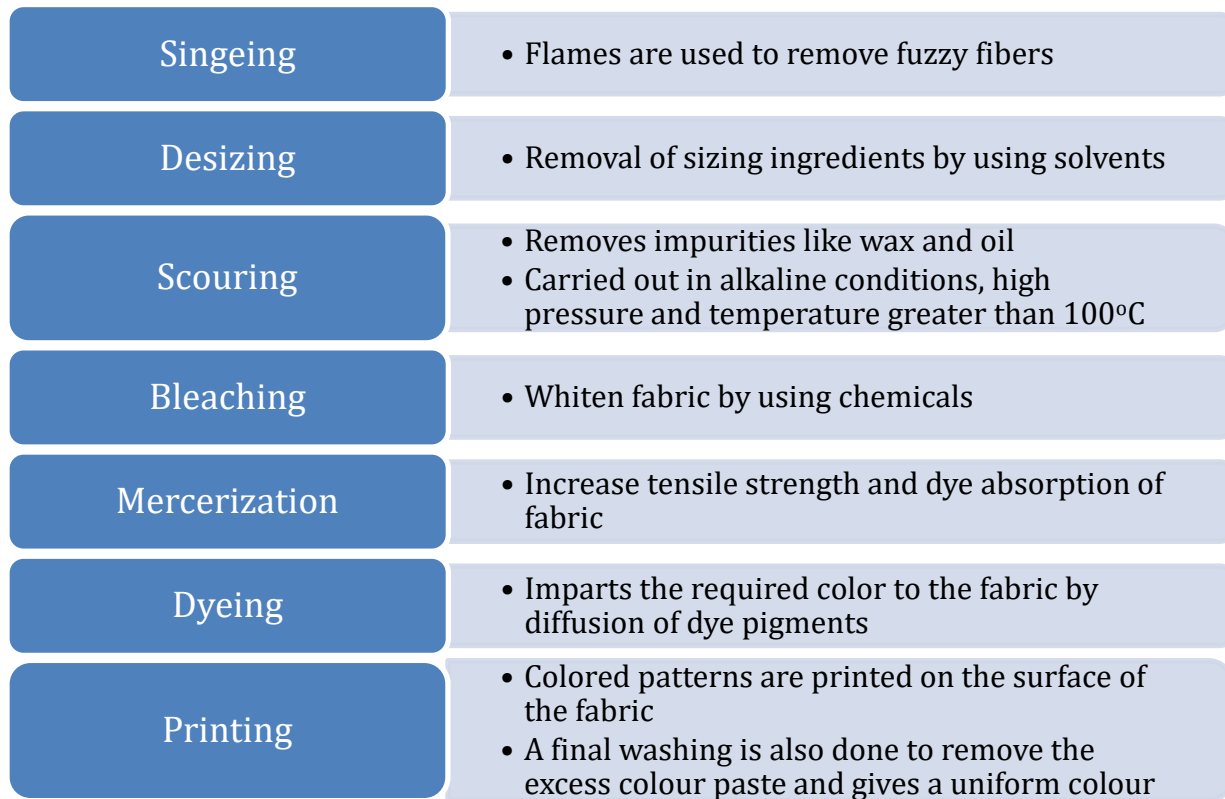 Singeing
• Flames are used to remove fuzzy fibers
Desizing
• Removal of sizing ingredients by using solvents
Scouring
• Removes impurities like wax and oil
• Carried out in alkaline conditions, high
pressure and temperature greater than 100ᵒC
Bleaching
• Whiten fabric by using chemicals
Mercerization
• Increase tensile strength and dye absorption of
fabric
Dyeing
• Imparts the required color to the fabric by
diffusion of dye pigments
Printing
• Colored patterns are printed on the surface of
the fabric
• A final washing is also done to remove the
excess colour paste and gives a uniform colour